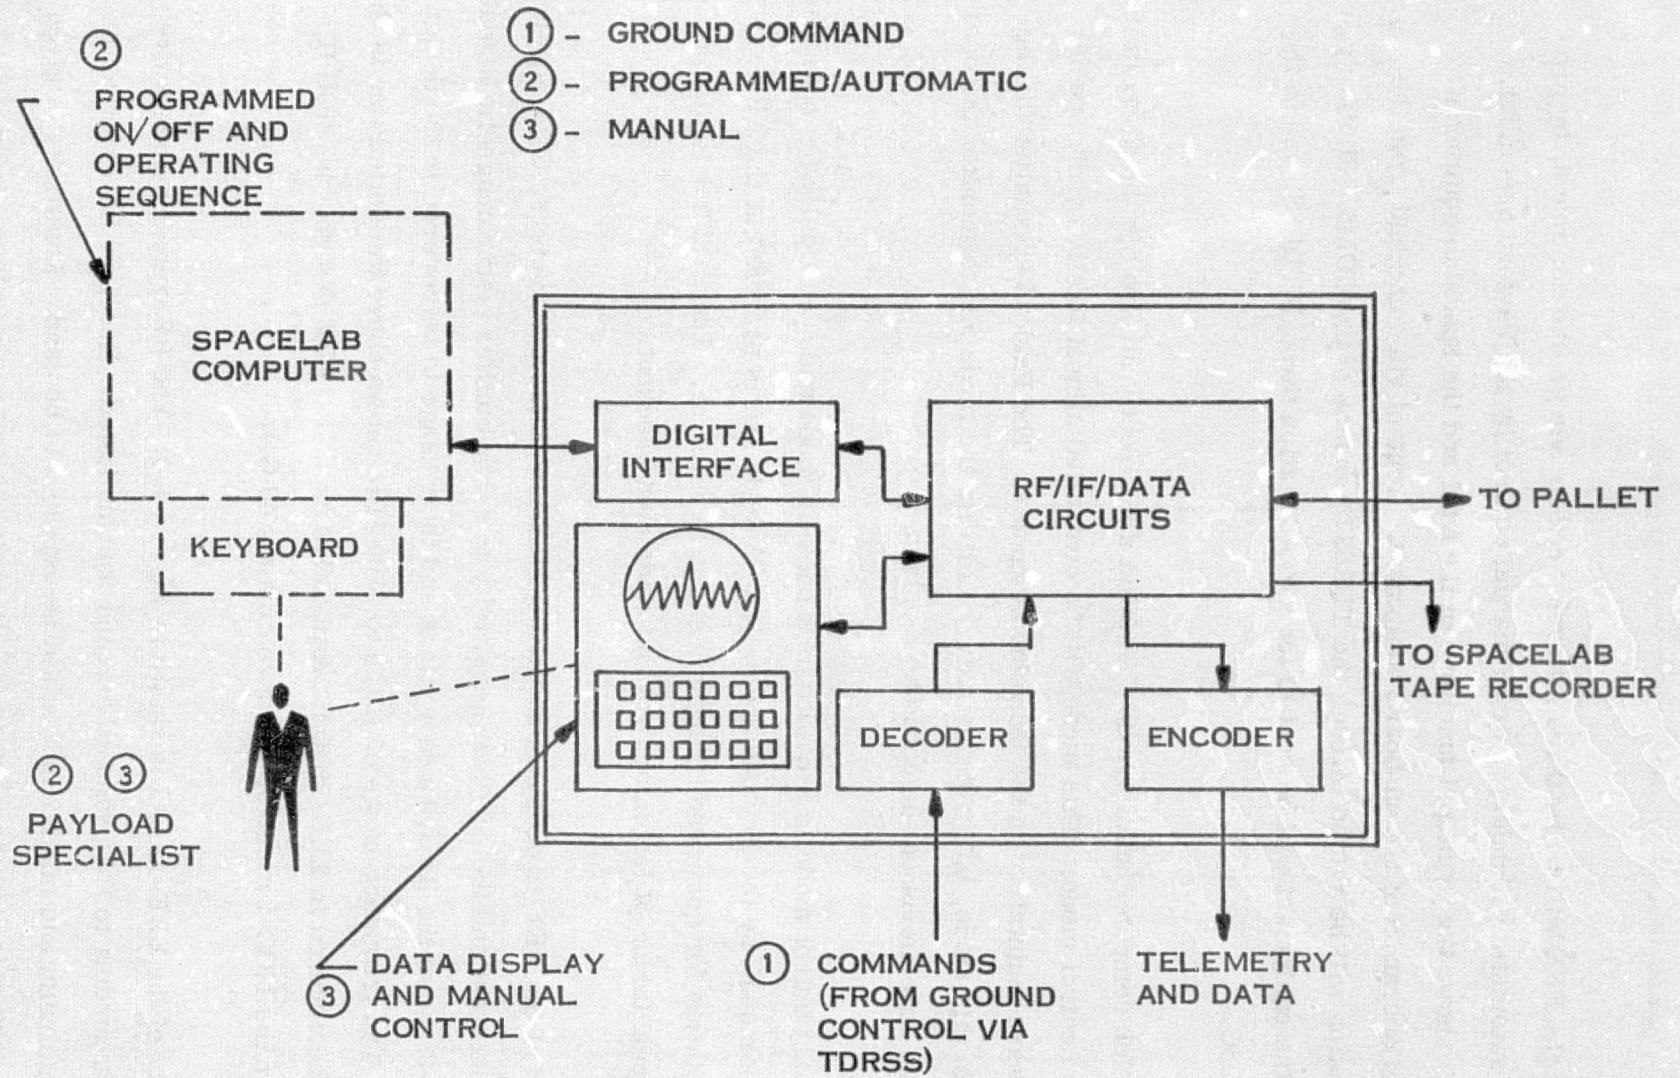 ① – GROUND COMMAND
② – PROGRAMMED/AUTOMATIC
③ – MANUAL
②
PROGRAMMED
ON/OFF AND
OPERATING
SEQUENCE
SPACELAB
COMPUTER
KEYBOARD
DIGITAL
INTERFACE
RF/IF/DATA
CIRCUITS
TO PALLET
TO SPACELAB
TAPE RECORDER
DECODER
ENCODER
② ③
PAYLOAD
SPECIALIST
③ DATA DISPLAY
AND MANUAL
CONTROL
① COMMANDS
(FROM GROUND
CONTROL VIA
TDRSS)
TELEMETRY
AND DATA